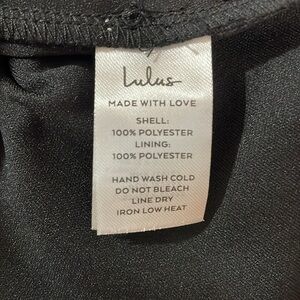 Lulus
MADE WITH LOVE
SHELL:
100% POLYESTER
LINING:
100% POLYESTER
HAND WASH COLD
DO NOT BLEACH
LINE DRY
IRON LOW HEAT